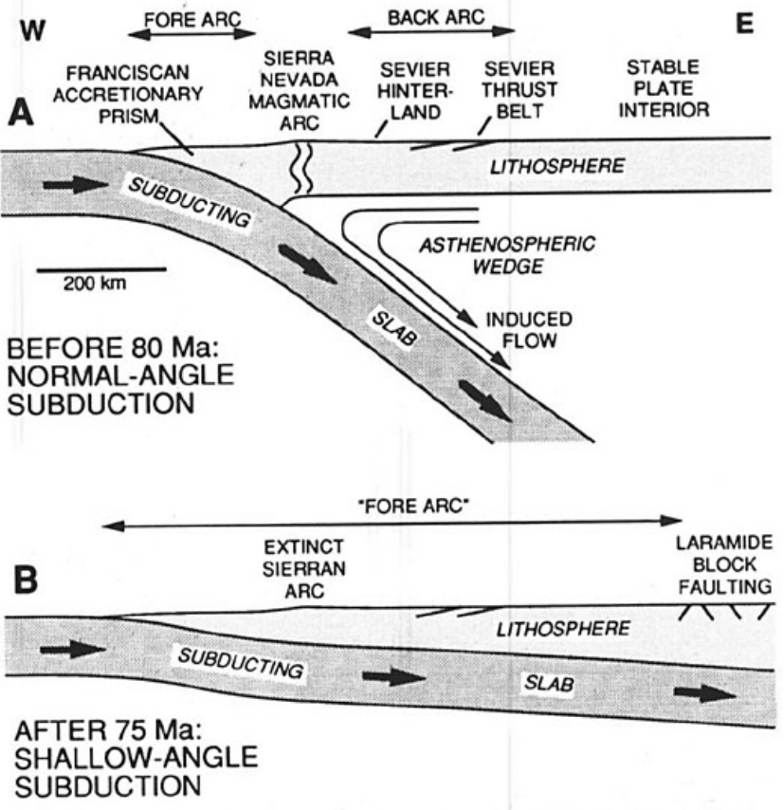 W
FORE ARC
BACK ARC
E
A
FRANCISCAN
ACCRETIONARY
PRISM
SIERRA
NEVADA
MAGMATIC
ARC
SEVIER
HINTER-
LAND
SEVIER
THRUST
BELT
STABLE
PLATE
INTERIOR
LITHOSPHERE
SUBDUCTING
ASTHENOSPHERIC
WEDGE
200 km
SLAB
INDUCED
FLOW
BEFORE 80 Ma:
NORMAL-ANGLE
SUBDUCTION
"FORE ARC"
B
EXTINCT
SIERRAN
ARC
LARAMIDE
BLOCK
FAULTING
LITHOSPHERE
SUBDUCTING
SLAB
AFTER 75 Ma:
SHALLOW-ANGLE
SUBDUCTION